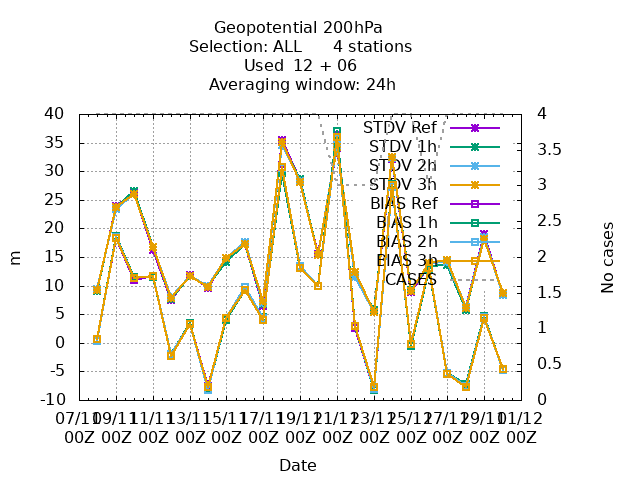 Geopotential 200hPa
Selection: ALL 4 stations
Used 12 + 06
Averaging window: 24h
40
35
30
25
20
15
10
5
0
-5
-10
m
4
3.5
3
2.5
2
1.5
1
0.5
0
No cases
STDV Ref
STDV 1h
STDV 2h
STDV 3h
BIAS Ref
BIAS 1h
BIAS 2h
BIAS 3h
CASES
07/11 09/11 11/11 13/11 15/11 17/11 19/11 21/11 23/11 25/11 27/11 29/11 01/12
00Z 00Z 00Z 00Z 00Z 00Z 00Z 00Z 00Z 00Z 00Z 00Z 00Z
Date